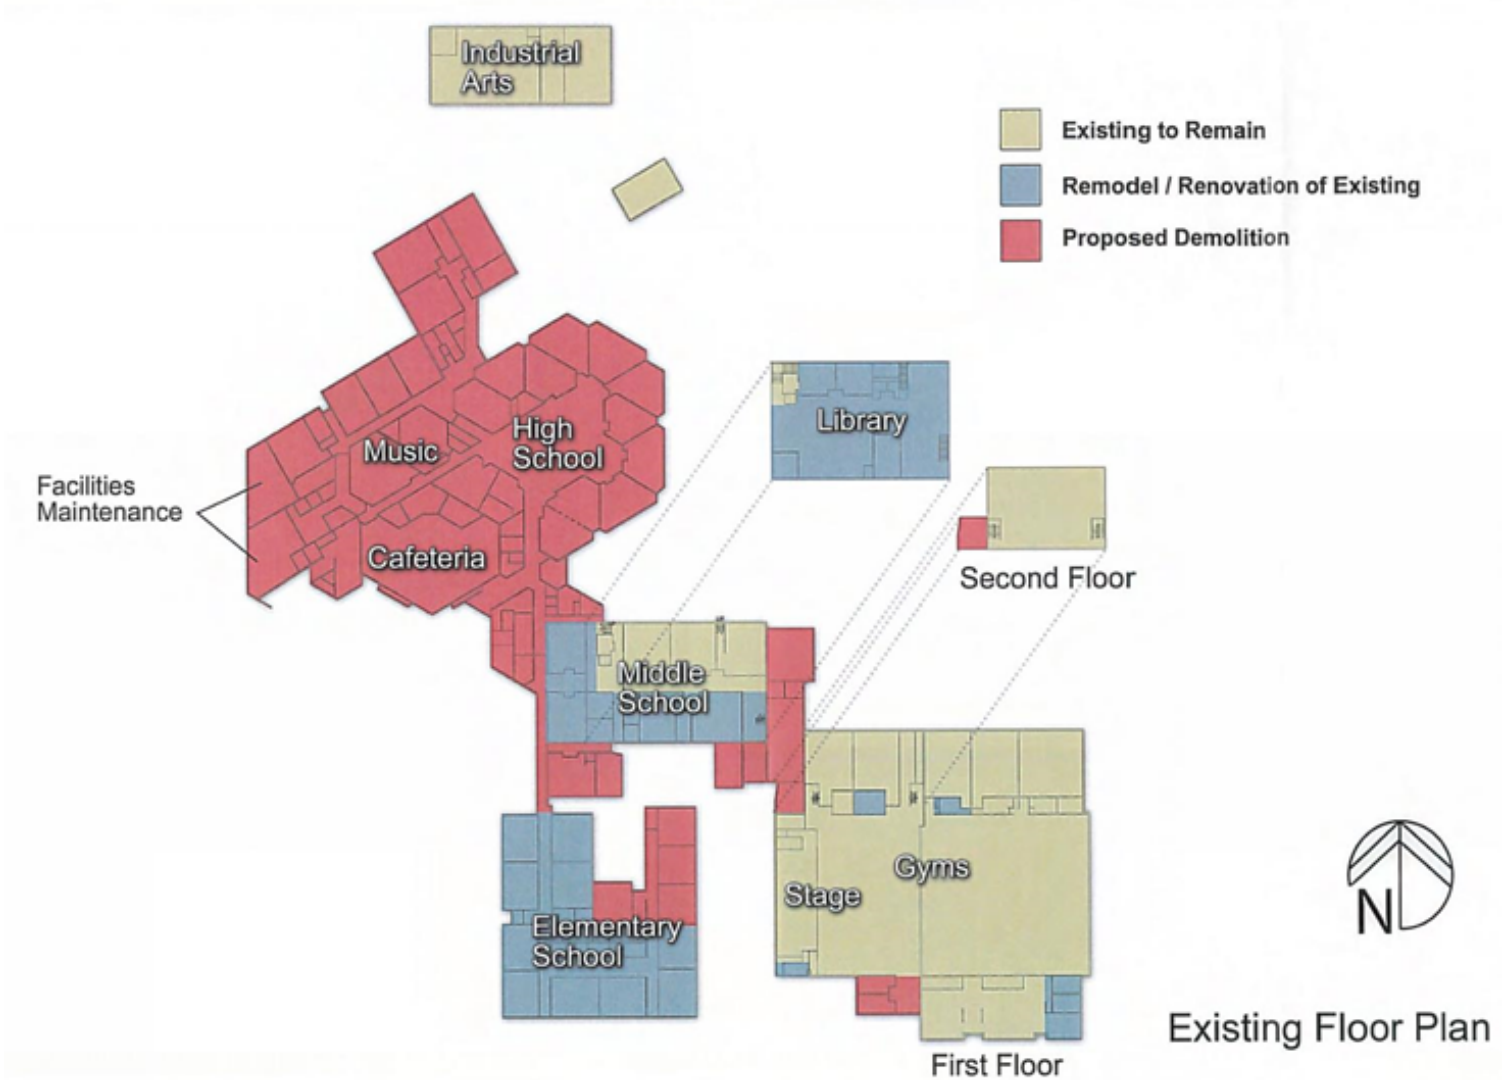 Industrial
Arts
Existing to Remain
Remodel / Renovation of Existing
Proposed Demolition
Library
High
School
Music
Facilities
Maintenance
Cafeteria
Second Floor
Middle
School
Gyms
Stage
Elementary
School
N
Existing Floor Plan
First Floor